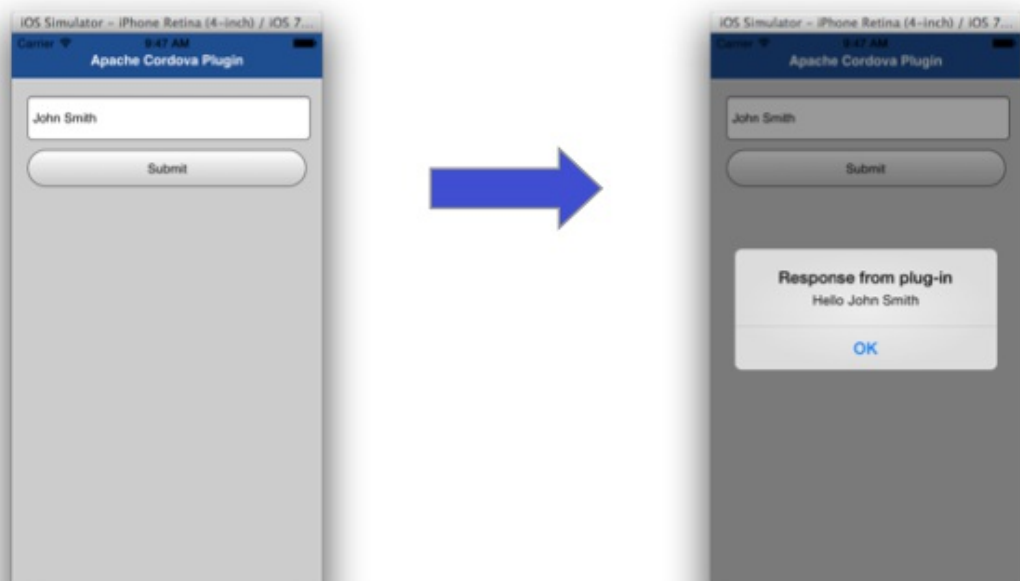 iOS Simulator – iPhone Retina (4-inch) / iOS 7...
Carrier 9:47 AM
Apache Cordova Plugin
John Smith
Submit
iOS Simulator – iPhone Retina (4-inch) / iOS 7...
Carrier 9:47 AM
Apache Cordova Plugin
John Smith
Submit
Response from plug-in
Hello John Smith
OK